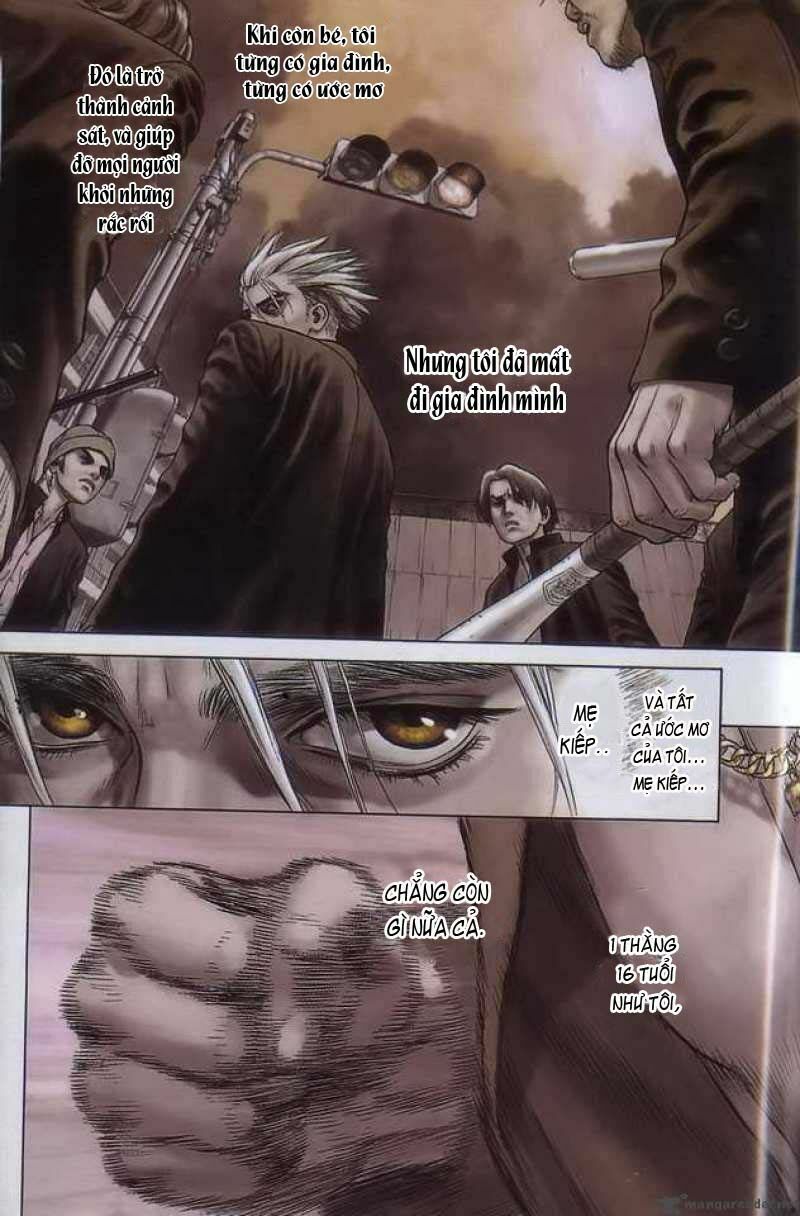 Khi còn bé, tôi
từng có gia đình,
từng có ước mơ
Đó là trở
thành cảnh
sát, và giúp
đỡ mọi người
khỏi những
rắc rối
Nhưng tôi đã mất
đi gia đình mình
VÀ TẤT
CẢ ƯỚC MƠ
CỦA TÔI...
MẸ KIẾP...
MẸ
KIẾP..
1 THẰNG
16 TUỔI
NHƯ TÔI,
CHẲNG CÒN
GÌ NỮA CẢ.
mangareader.net